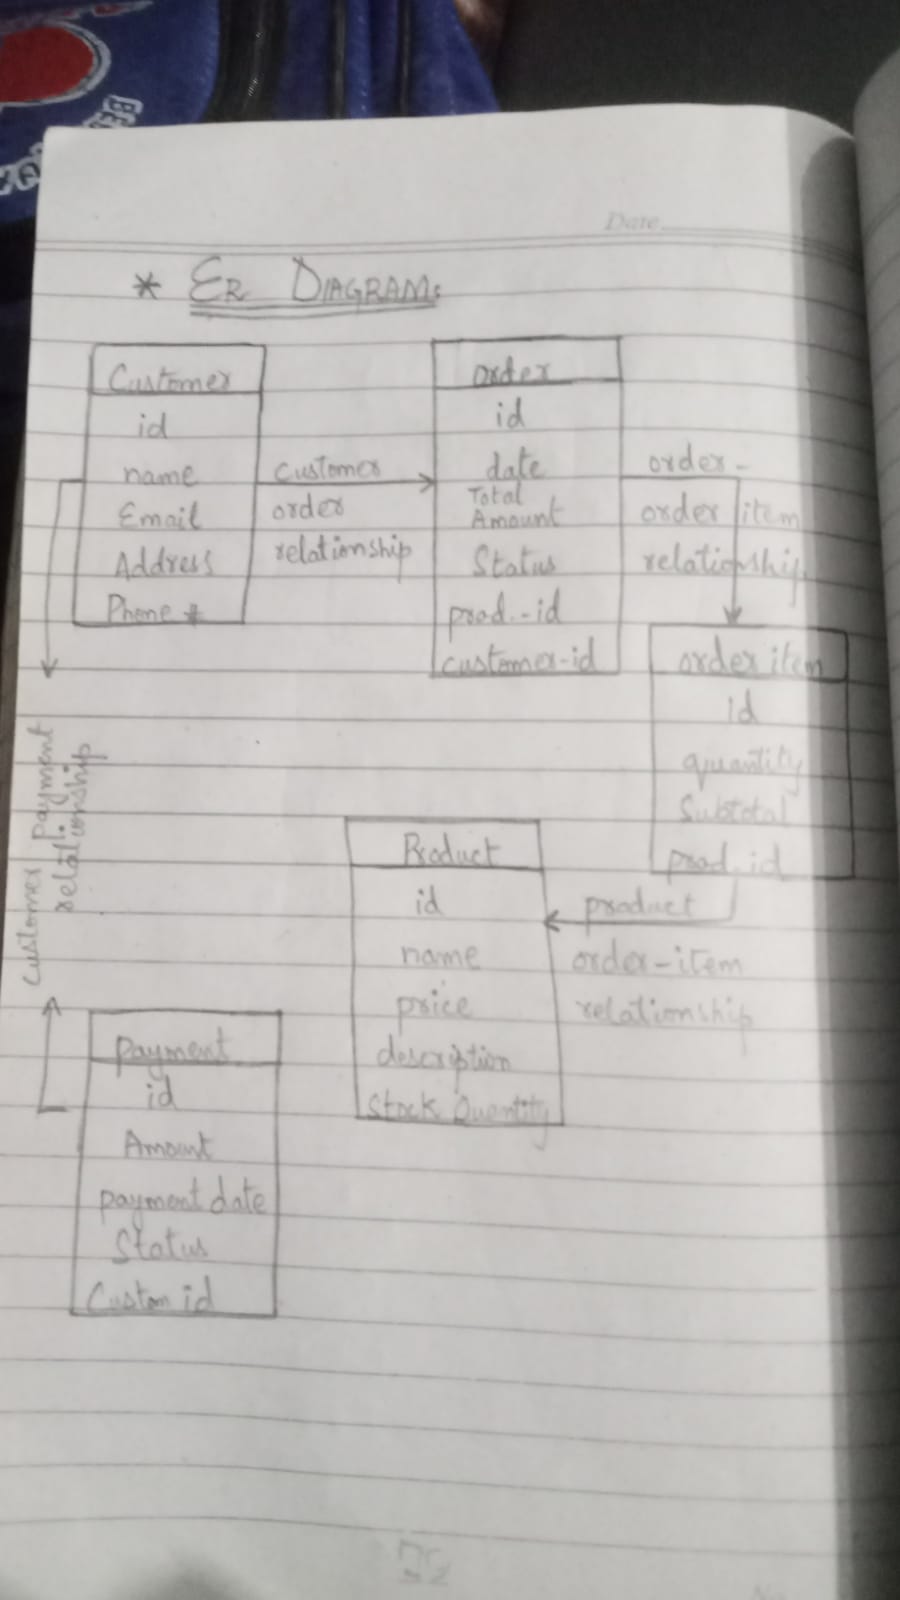 Date
* ER DIAGRAM:
Customer
id
name
Email
Address
Phone #
customer
order
relationship
order
id
date
Total
Amount
Status
prod.-id
customer-id
order-
order item
relationship
order item
id
quantity
Subtotal
prod.id
customer payment
relationship
Product
id
name
price
description
Stock Quantity
product
order-item
relationship
payment
id
Amount
payment date
Status
Custom id